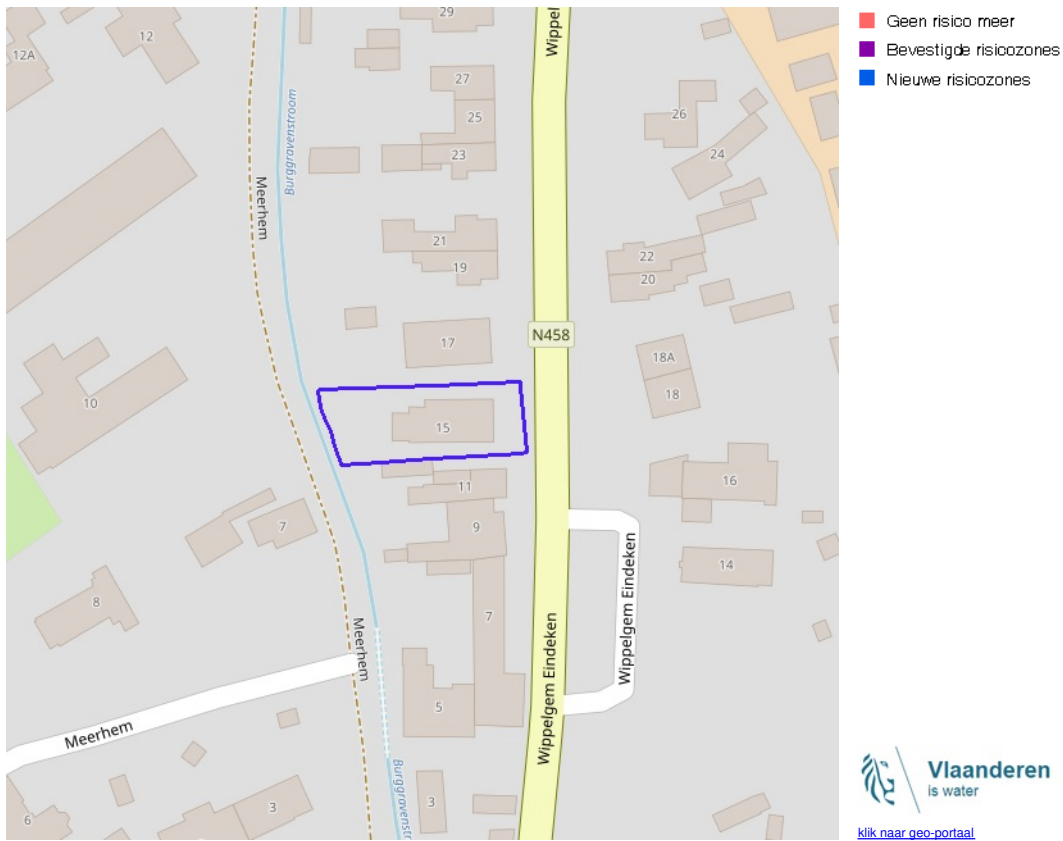 29
12
12A
Wippel
Geen risico meer
Bevestigde risicozones
Nieuwe risicozones
27
25
23
26
24
Burggravenstroom
Meerhem
21
19
22
20
17
N458
18A
18
10
15
11
16
9
7
14
Wippelgem Eindeken
8
7
Meerhem
Wippelgem Eindeken
5
Meerhem
Burggravenstr
3
3
6
Vlaanderen
is water
klik naar geo-portaal